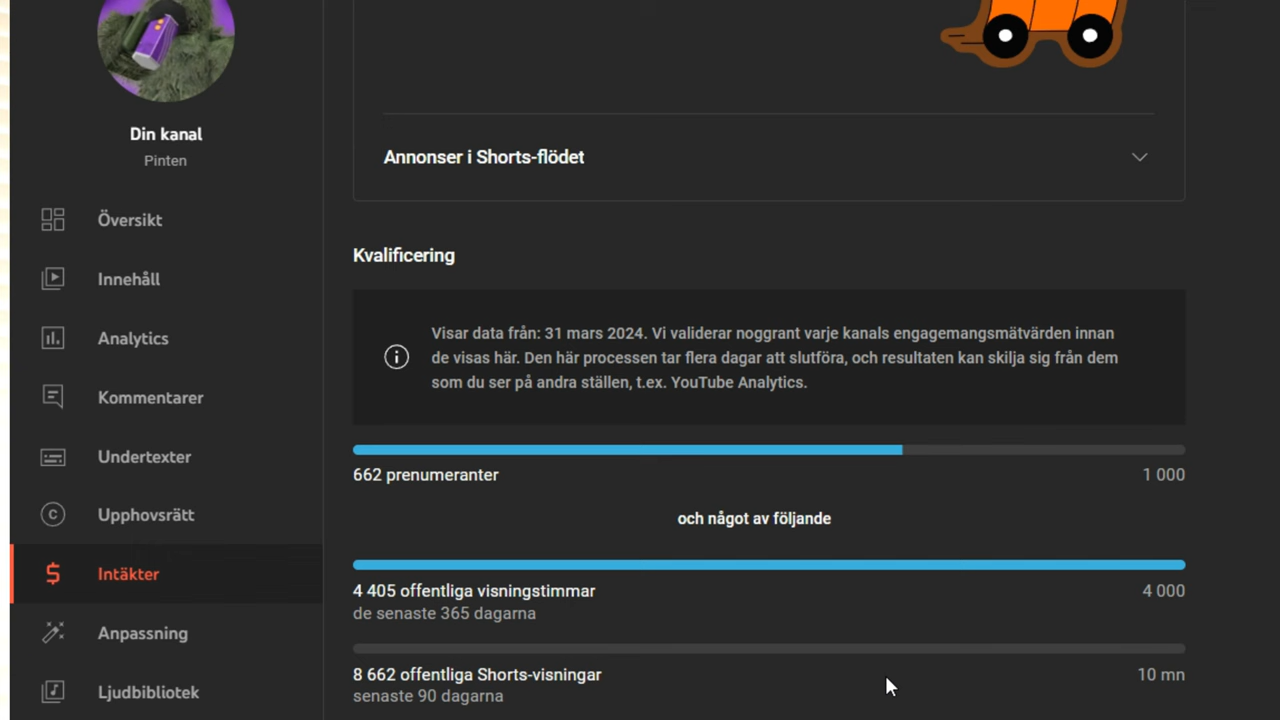 Din kanal
Pinten
Översikt
Innehåll
Analytics
Kommentarer
Undertexter
Upphovsrätt
Intäkter
Anpassning
Ljudbibliotek
Annonser i Shorts-flödet
Kvalificering
Visar data från: 31 mars 2024. Vi validerar noggrant varje kanals engagemangsmätvärden innan
de visas här. Den här processen tar flera dagar att slutföra, och resultaten kan skilja sig från dem
som du ser på andra ställen, t.ex. YouTube Analytics.
662 prenumeranter 1 000
och något av följande
4 405 offentliga visningstimmar 4 000
de senaste 365 dagarna
8 662 offentliga Shorts-visningar 10 mn
senaste 90 dagarna